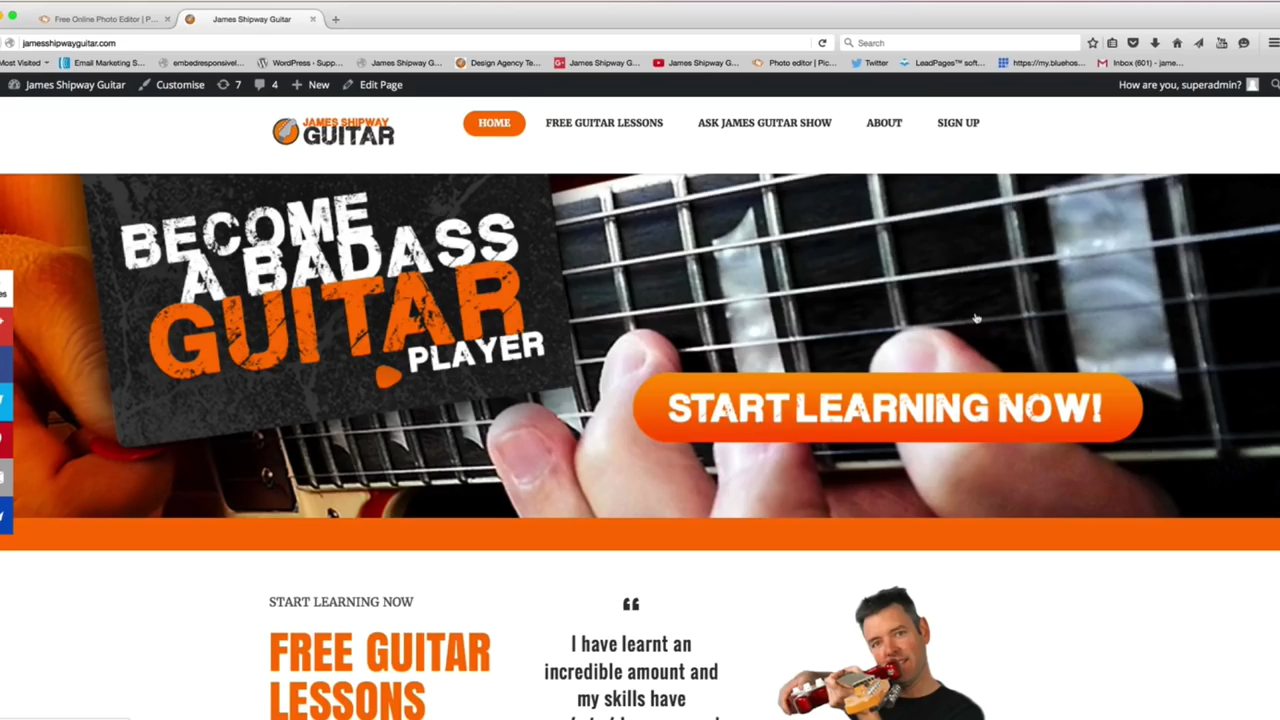 Free Online Photo Editor | P...
James Shipway Guitar
jamesshipwayguitar.com
Search
Most Visited
Email Marketing S...
embedresponsivel...
WordPress - Supp...
James Shipway G...
Design Agency Te...
James Shipway G...
James Shipway G...
Photo editor | Pic...
Twitter
LeadPages™ soft...
https://my.bluehos...
Inbox (601) - jame...
James Shipway Guitar
Customise
7
4
New
Edit Page
How are you, superadmin?
JAMES SHIPWAY
GUITAR
HOME
FREE GUITAR LESSONS
ASK JAMES GUITAR SHOW
ABOUT
SIGN UP
BECOME
A BADASS
GUITAR
PLAYER
START LEARNING NOW!
START LEARNING NOW
FREE GUITAR
LESSONS
“
I have learnt an
incredible amount and
my skills have